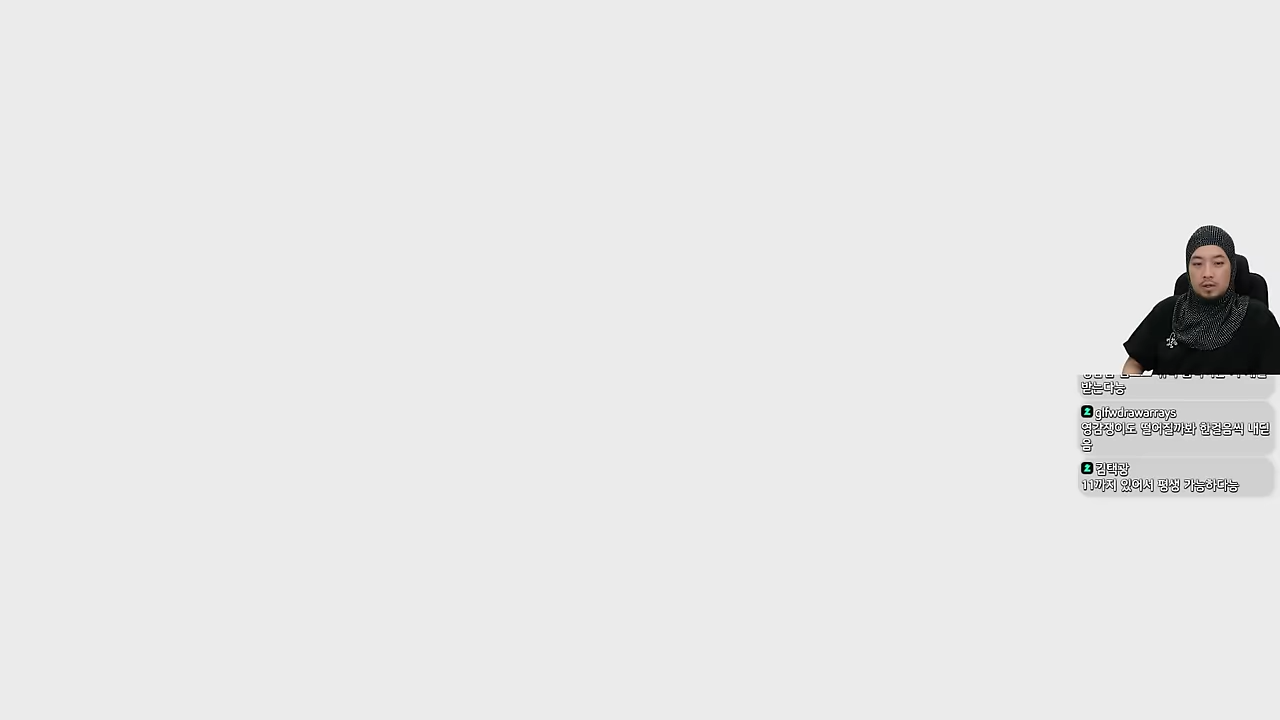 받는다능
glfwdrawarrays
영감쟁이도 떨어질까봐 한걸음씩 내딛
음
김택광
11까지 있어서 평생 가능하다능